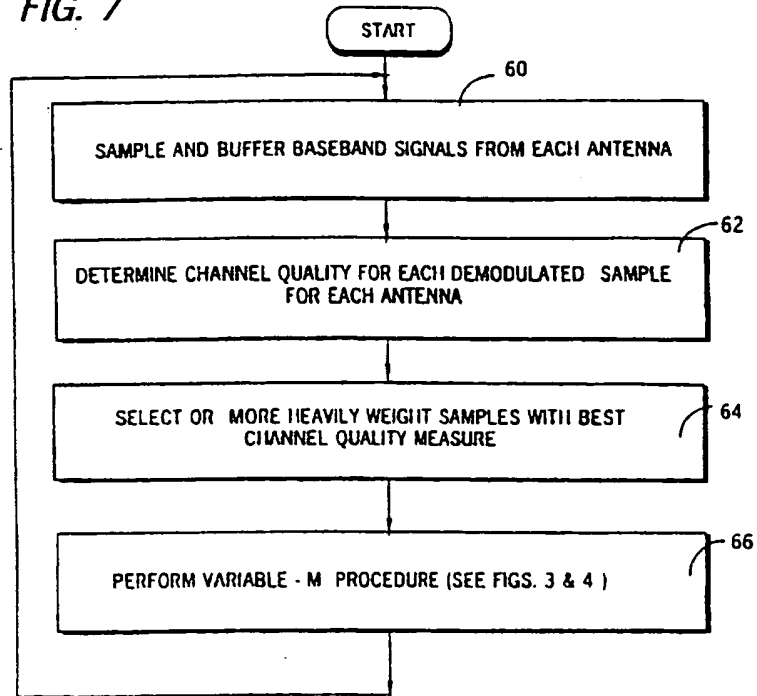 FIG. 7
START
60
SAMPLE AND BUFFER BASEBAND SIGNALS FROM EACH ANTENNA
62
DETERMINE CHANNEL QUALITY FOR EACH DEMODULATED SAMPLE
FOR EACH ANTENNA
SELECT OR MORE HEAVILY WEIGHT SAMPLES WITH BEST
CHANNEL QUALITY MEASURE
64
66
PERFORM VARIABLE - M PROCEDURE (SEE FIGS. 3 & 4 )